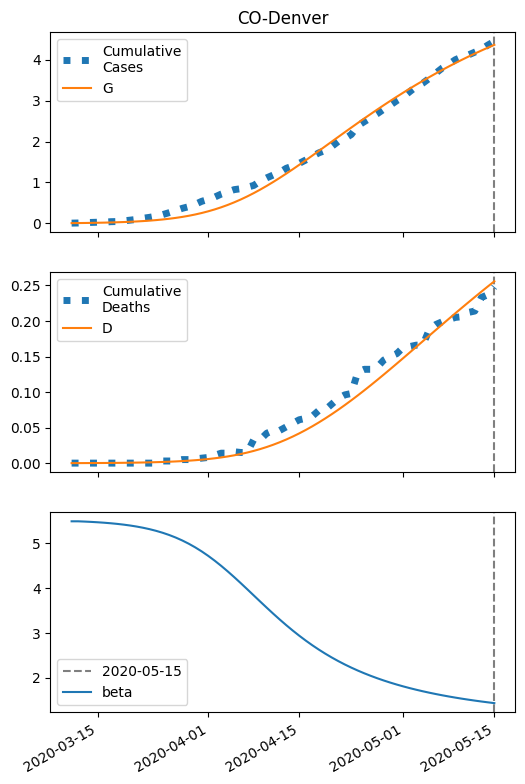 CO-Denver
4
3
2
1
0
Cumulative
Cases
G
0.25
0.20
0.15
0.10
0.05
0.00
Cumulative
Deaths
D
5
4
3
2
2020-05-15
beta
2020-03-15
2020-04-01
2020-04-15
2020-05-01
2020-05-15